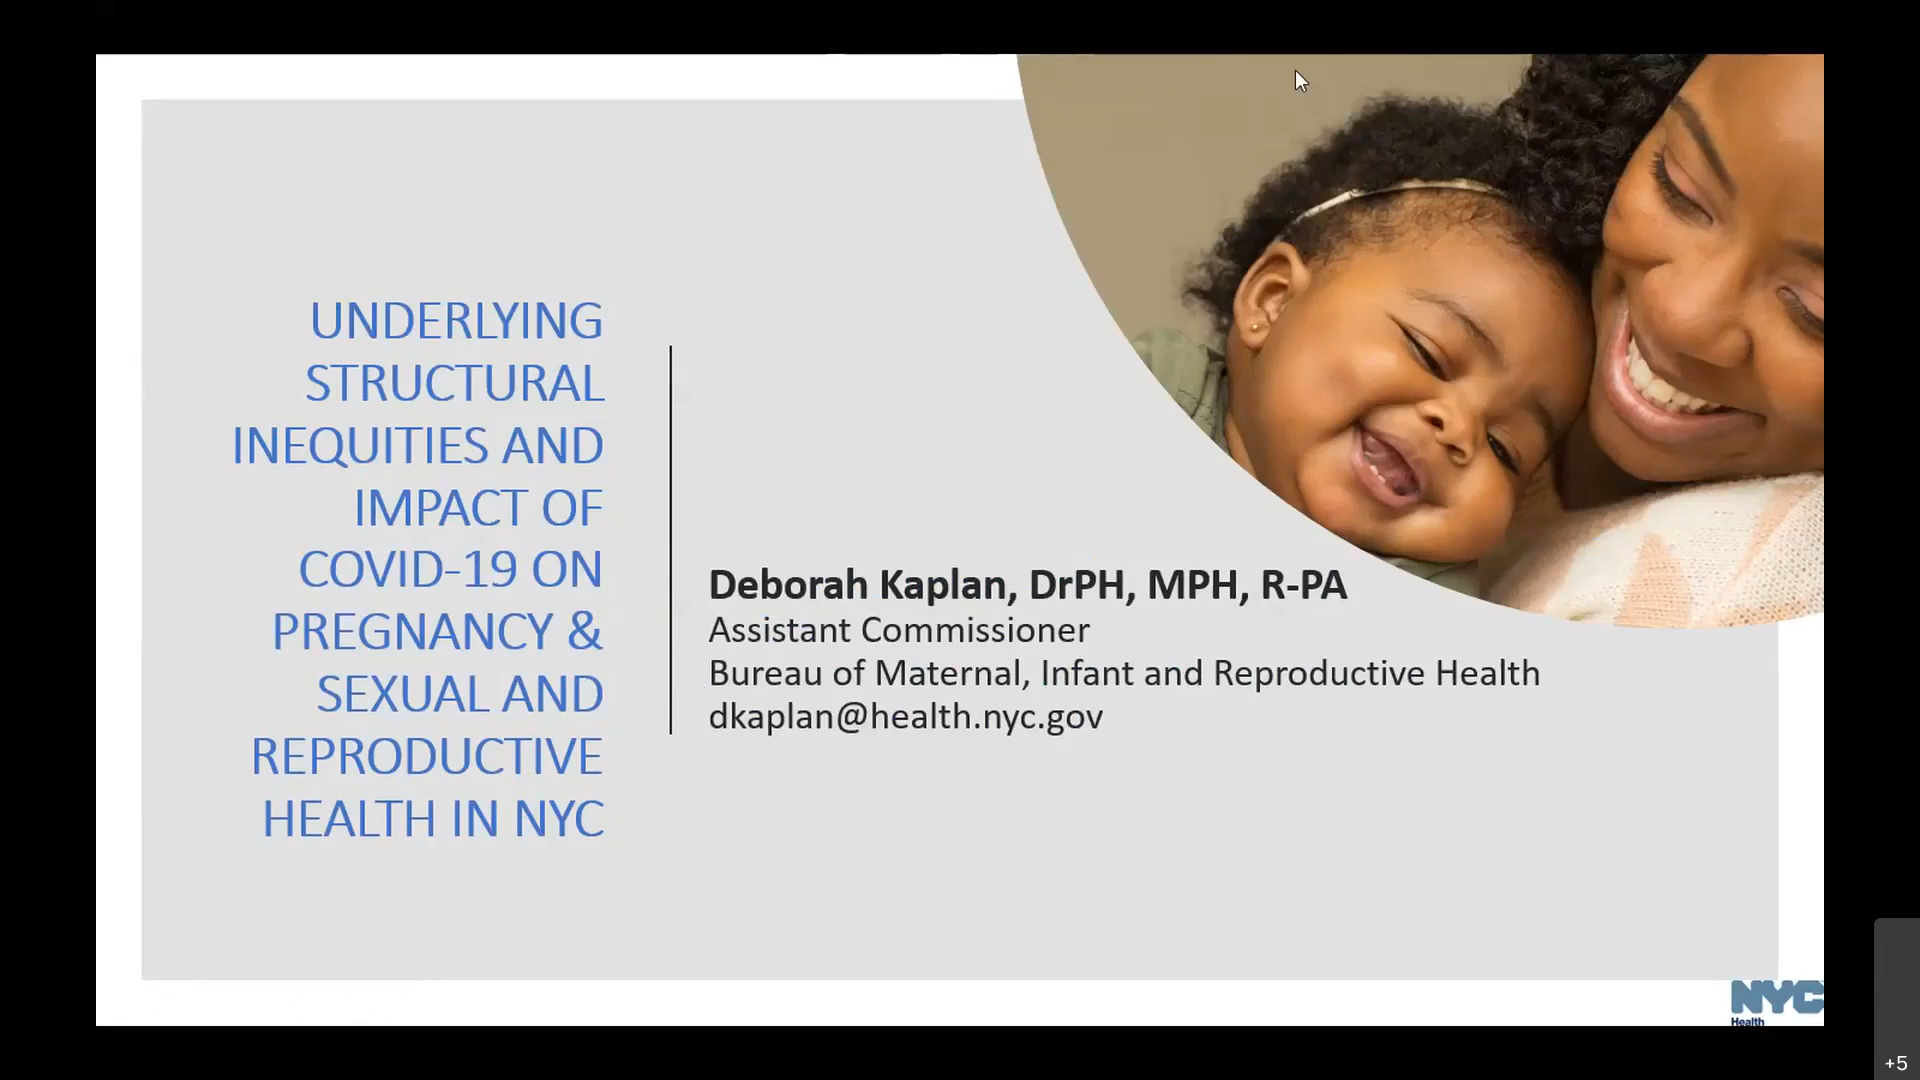 UNDERLYING
STRUCTURAL
INEQUITIES AND
IMPACT OF
COVID-19 ON
PREGNANCY &
SEXUAL AND
REPRODUCTIVE
HEALTH IN NYC
Deborah Kaplan, DrPH, MPH, R-PA
Assistant Commissioner
Bureau of Maternal, Infant and Reproductive Health
dkaplan@health.nyc.gov
NYC
Health
+5